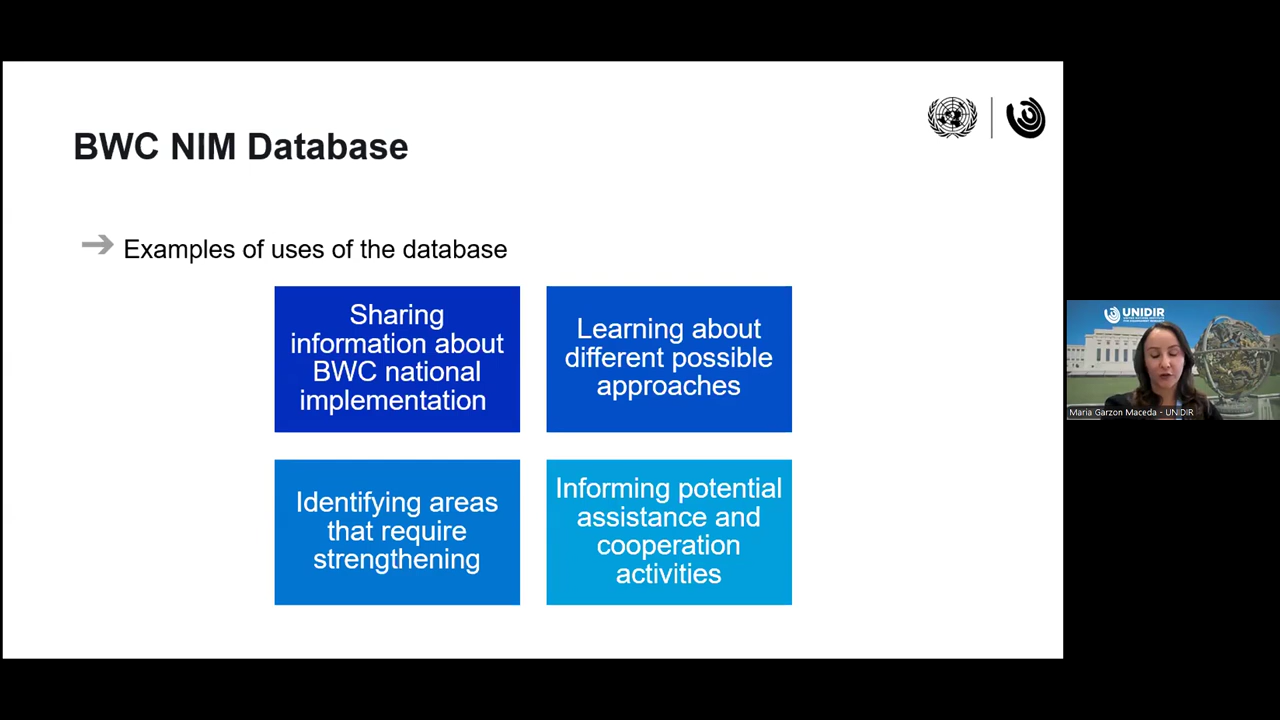 BWC NIM Database
Examples of uses of the database
Sharing
information about
BWC national
implementation
Learning about
different possible
approaches
Identifying areas
that require
strengthening
Informing potential
assistance and
cooperation
activities
UNIDIR
Maria Garzon Maceda - UNIDIR